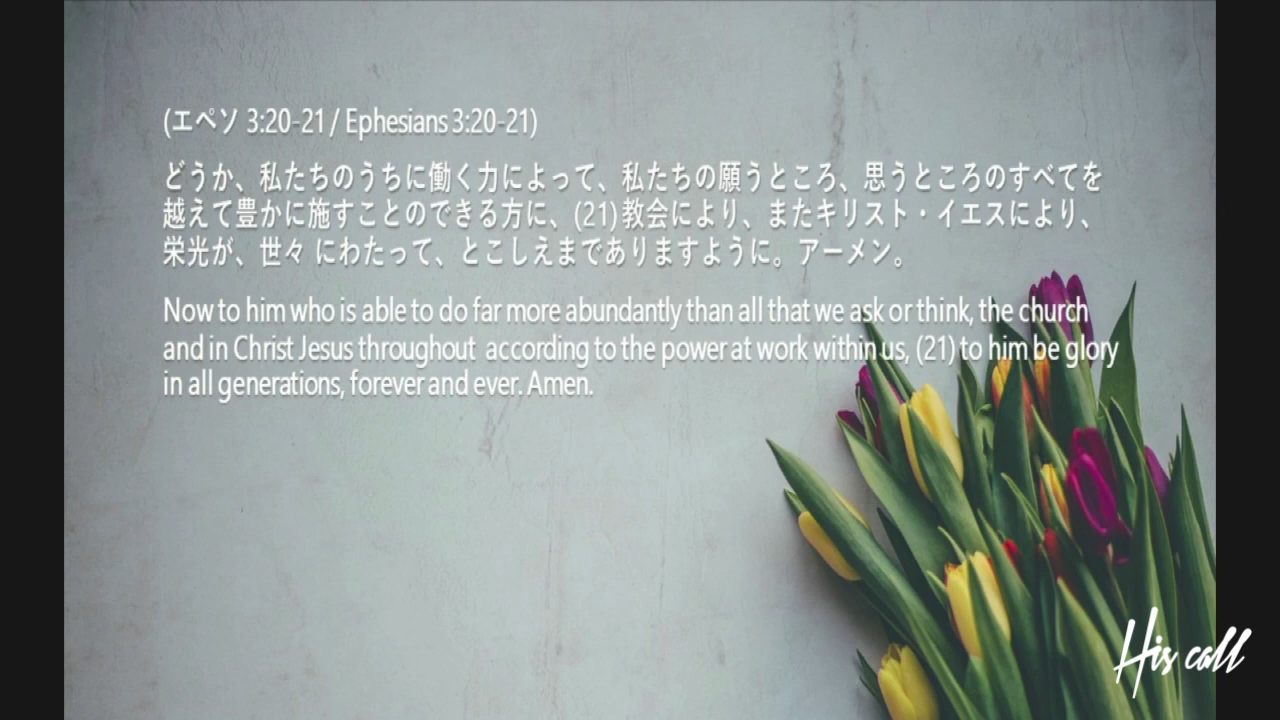 (エペソ 3:20-21 / Ephesians 3:20-21)
どうか、私たちのうちに働く力によって、私たちの願うところ、思うところのすべてを
越えて豊かに施すことのできる方に、(21) 教会により、またキリスト・イエスにより、
栄光が、世々 にわたって、とこしえまでありますように。アーメン。
Now to him who is able to do far more abundantly than all that we ask or think, the church
and in Christ Jesus throughout  according to the power at work within us, (21) to him be glory
in all generations, forever and ever. Amen.
His call